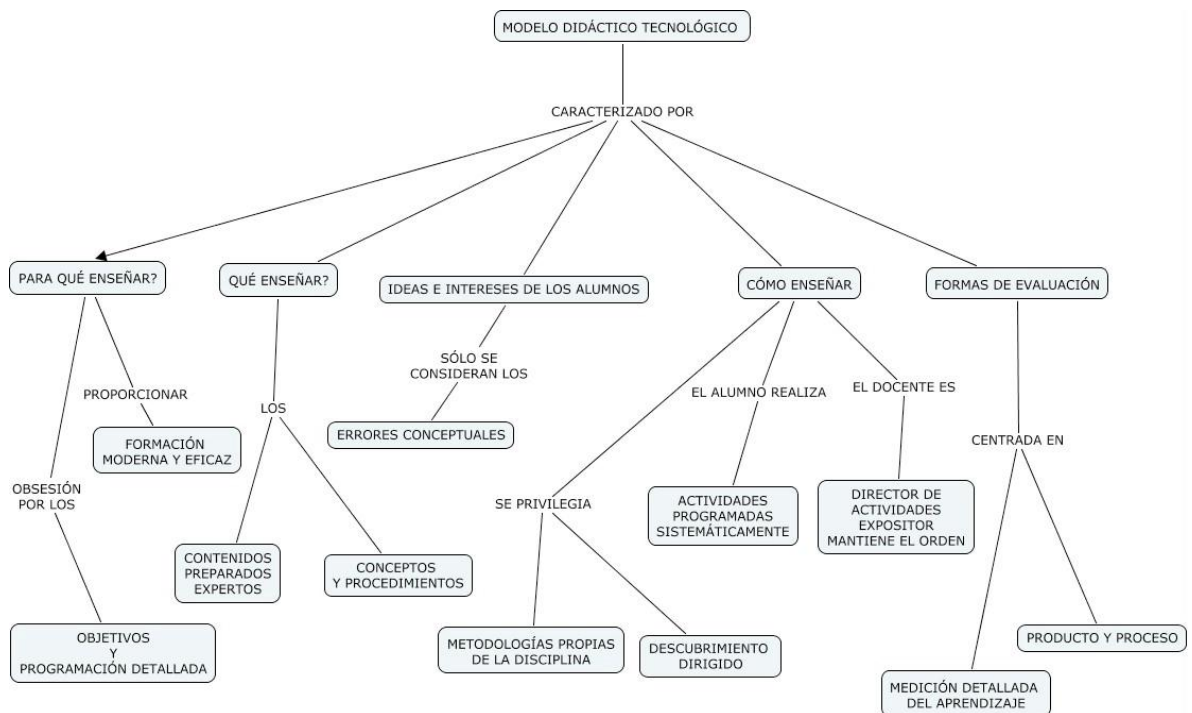 MODELO DIDÁCTICO TECNOLÓGICO
CARACTERIZADO POR
PARA QUÉ ENSEÑAR?
QUÉ ENSEÑAR?
IDEAS E INTERESES DE LOS ALUMNOS
CÓMO ENSEÑAR
FORMAS DE EVALUACIÓN
PROPORCIONAR
FORMACIÓN
MODERNA Y EFICAZ
OBSESIÓN
POR LOS
OBJETIVOS
Y
PROGRAMACIÓN DETALLADA
LOS
CONTENIDOS
PREPARADOS
EXPERTOS
CONCEPTOS
Y PROCEDIMIENTOS
SÓLO SE
CONSIDERAN LOS
ERRORES CONCEPTUALES
SE PRIVILEGIA
METODOLOGÍAS PROPIAS
DE LA DISCIPLINA
DESCUBRIMIENTO
DIRIGIDO
EL ALUMNO REALIZA
ACTIVIDADES
PROGRAMADAS
SISTEMÁTICAMENTE
EL DOCENTE ES
DIRECTOR DE
ACTIVIDADES
EXPOSITOR
MANTIENE EL ORDEN
CENTRADA EN
MEDICIÓN DETALLADA
DEL APRENDIZAJE
PRODUCTO Y PROCESO